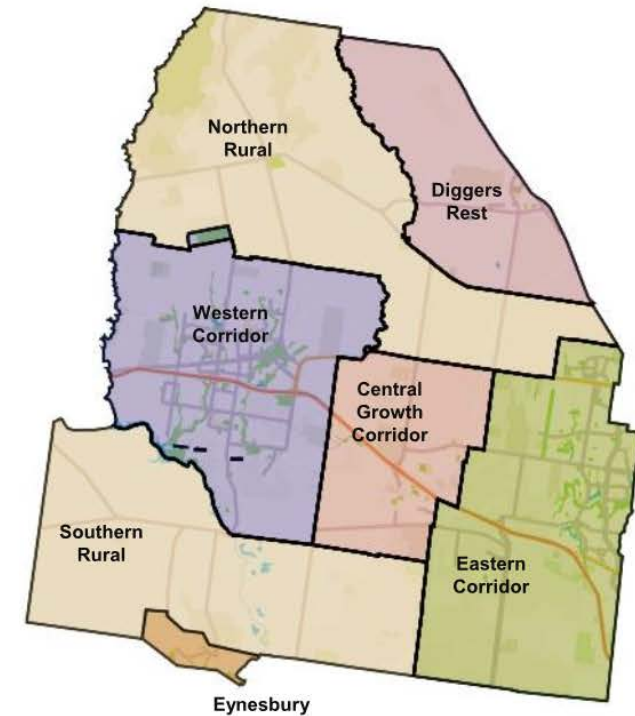 Northern
Rural
Diggers
Rest
Western
Corridor
Central
Growth
Corridor
Southern
Rural
Eastern
Corridor
Eynesbury